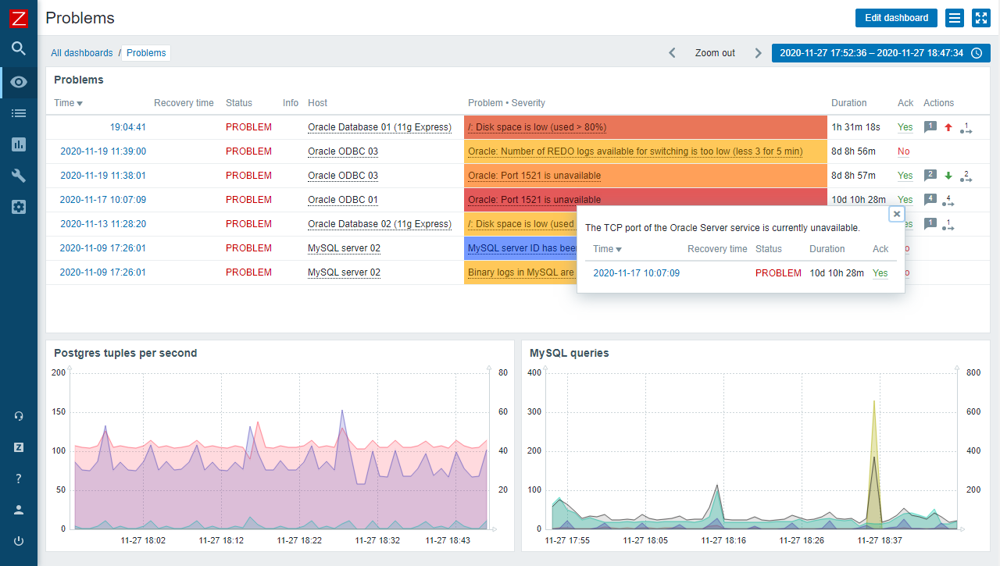 Z
Problems
Edit dashboard
All dashboards / Problems
Zoom out
2020-11-27 17:52:36 – 2020-11-27 18:47:34
Problems
Time Recovery time Status Info Host Problem • Severity Duration Ack Actions
19:04:41 PROBLEM Oracle Database 01 (11g Express) /: Disk space is low (used > 80%) 1h 31m 18s Yes 1 1
2020-11-19 11:39:00 PROBLEM Oracle ODBC 03 Oracle: Number of REDO logs available for switching is too low (less 3 for 5 min) 8d 8h 56m No
2020-11-19 11:38:01 PROBLEM Oracle ODBC 03 Oracle: Port 1521 is unavailable 8d 8h 57m Yes 2 2
2020-11-17 10:07:09 PROBLEM Oracle ODBC 01 Oracle: Port 1521 is unavailable 10d 10h 28m Yes 4 4
2020-11-13 11:28:20 PROBLEM Oracle Database 02 (11g Express) /: Disk space is low (used es 1 1
2020-11-09 17:26:01 PROBLEM MySQL server 02 MySQL server ID has bee o
2020-11-09 17:26:01 PROBLEM MySQL server 02 Binary logs in MySQL are o
The TCP port of the Oracle Server service is currently unavailable.
Time Recovery time Status Duration Ack
2020-11-17 10:07:09 PROBLEM 10d 10h 28m Yes
Postgres tuples per second
200 80
150 60
100 40
50 20
0
11-27 18:02 11-27 18:12 11-27 18:22 11-27 18:32 11-27 18:43
MySQL queries
400 800
300 600
200 400
100 200
0
11-27 17:55 11-27 18:05 11-27 18:16 11-27 18:26 11-27 18:37
Z
?